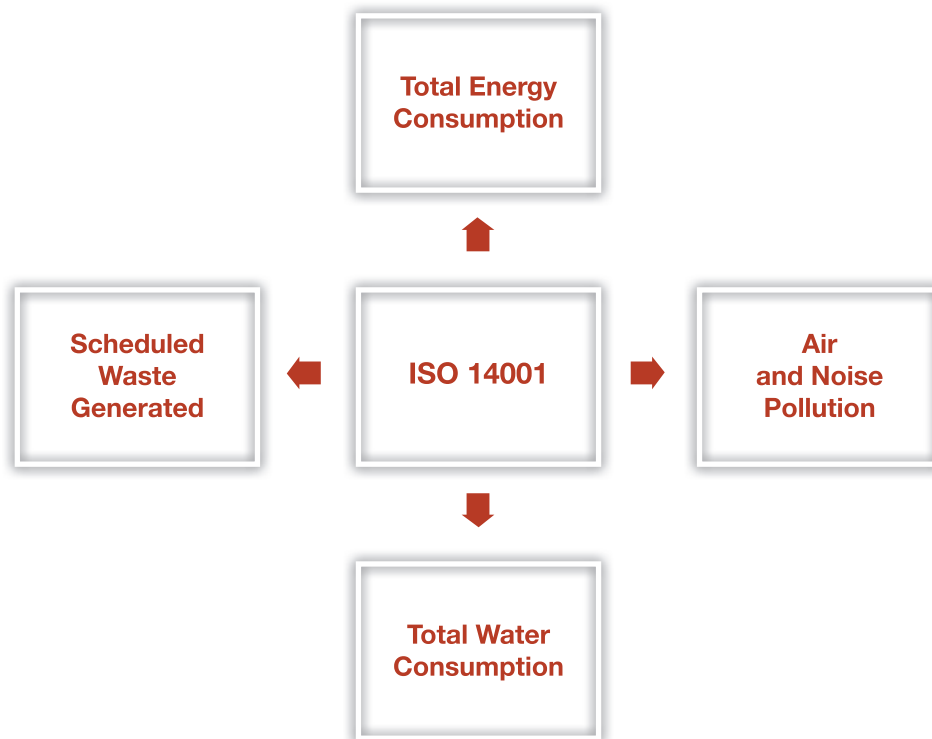 Total Energy
Consumption
Scheduled
Waste
Generated
ISO 14001
Air
and Noise
Pollution
Total Water
Consumption